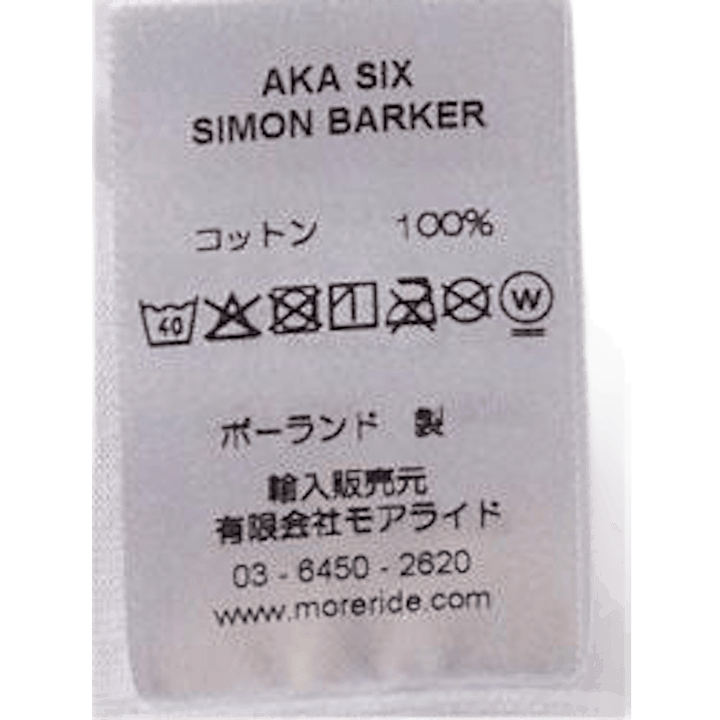 AKA SIX
SIMON BARKER
コットン 100%
40 W
ポーランド 製
輸入販売元
有限会社モアライド
03 - 6450 - 2620
www.moreride.com